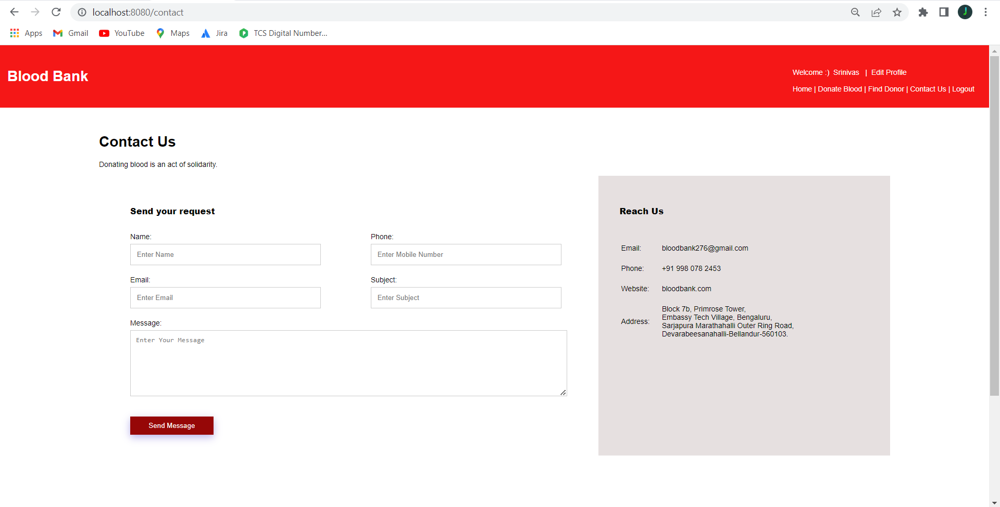 localhost:8080/contact
J
Apps Gmail YouTube Maps Jira TCS Digital Number...
Blood Bank
Welcome :) Srinivas | Edit Profile
Home | Donate Blood | Find Donor | Contact Us | Logout
Contact Us
Donating blood is an act of solidarity.
Send your request
Name:
Enter Name
Phone:
Enter Mobile Number
Email:
Enter Email
Subject:
Enter Subject
Message:
Enter Your Message
Send Message
Reach Us
Email: bloodbank276@gmail.com
Phone: +91 998 078 2453
Website: bloodbank.com
Address: Block 7b, Primrose Tower,
Embassy Tech Village, Bengaluru,
Sarjapura Marathahalli Outer Ring Road,
Devarabeesanahalli-Bellandur-560103.